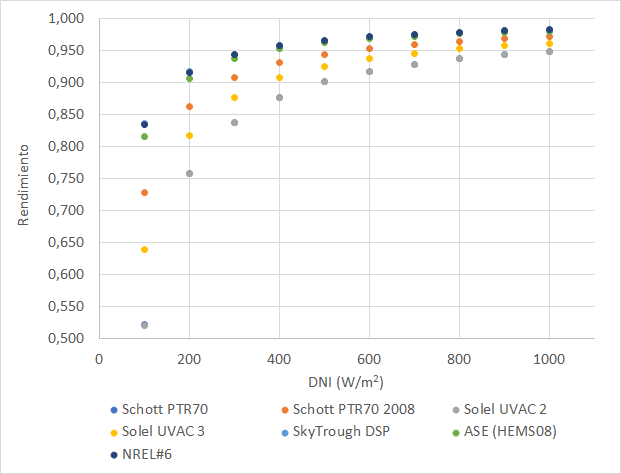 1,000
0,950
0,900
0,850
0,800
0,750
0,700
0,650
0,600
0,550
0,500
Rendimiento
0 200 400 600 800 1000
DNI (W/m²)
Schott PTR70 Schott PTR70 2008 Solel UVAC 2
Solel UVAC 3 SkyTrough DSP ASE (HEMS08)
NREL#6